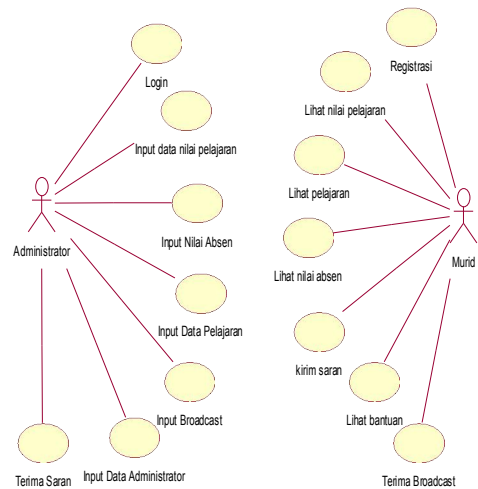 Login
Input data nilai pelajaran
Input Nilai Absen
Administrator
Input Data Pelajaran
Input Broadcast
Input Data Administrator
Terima Saran
Registrasi
Lihat nilai pelajaran
Lihat pelajaran
Lihat nilai absen
Murid
kirim saran
Lihat bantuan
Terima Broadcast